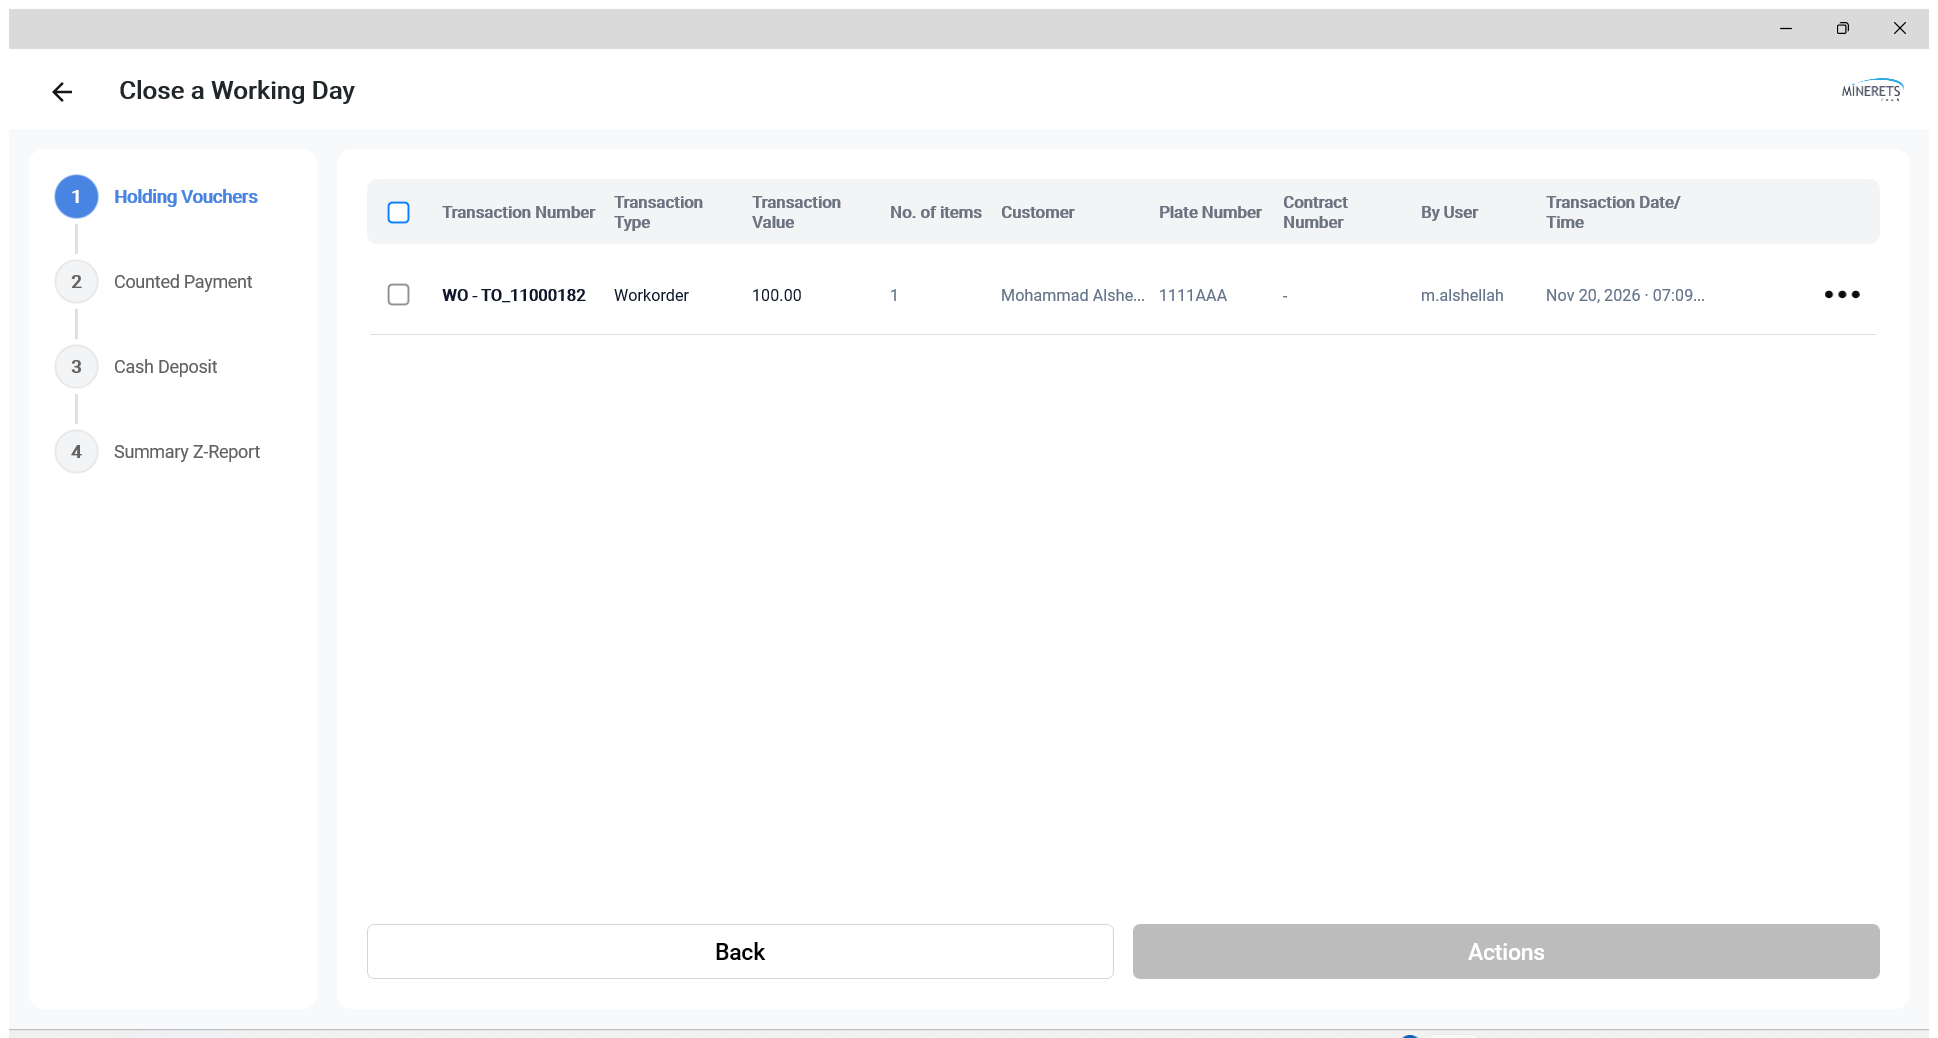 Close a Working Day
MINERETS
1
Holding Vouchers
2
Counted Payment
3
Cash Deposit
4
Summary Z-Report
Transaction Number
Transaction
Type
Transaction
Value
No. of items
Customer
Plate Number
Contract
Number
By User
Transaction Date/
Time
WO - TO_11000182
Workorder
100.00
1
Mohammad Alshe...
1111AAA
-
m.alshellah
Nov 20, 2026 · 07:09...
Back
Actions